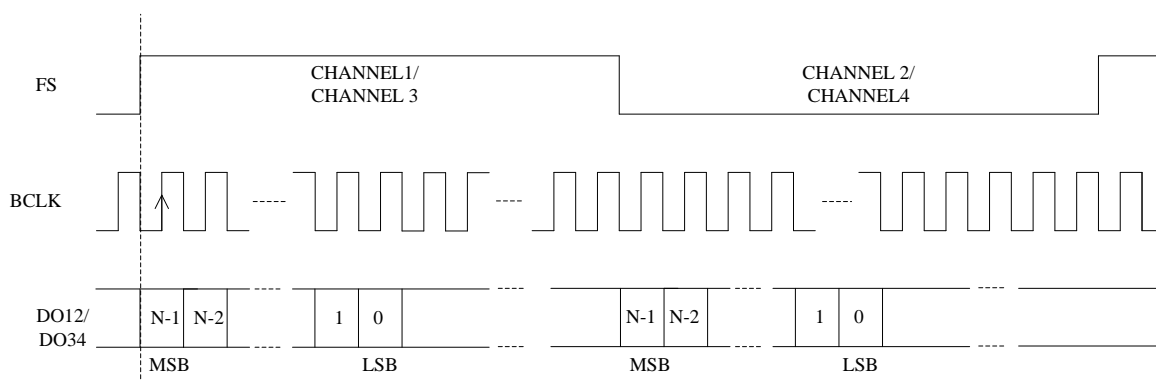 FS
CHANNEL1/
CHANNEL 3
CHANNEL 2/
CHANNEL4
BCLK
DO12/
DO34
N-1 N-2 1 0 N-1 N-2 1 0
MSB LSB MSB LSB